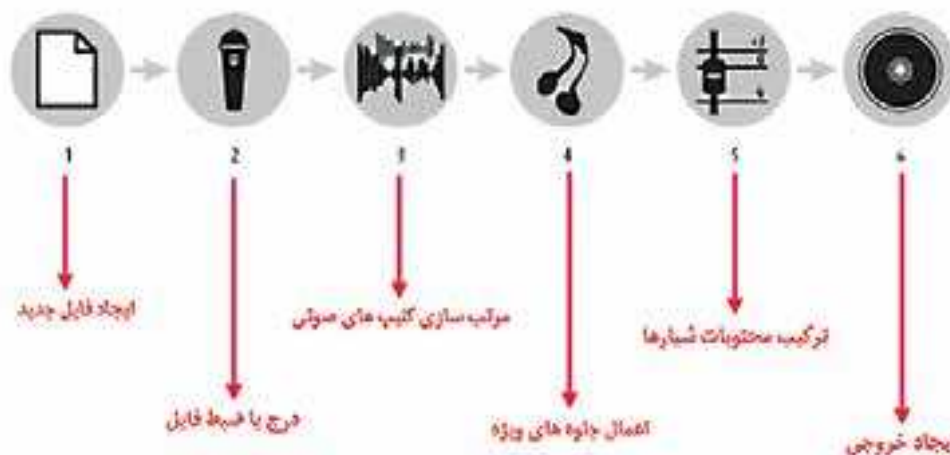 1
2
3
4
5
6
ایجاد فایل جدید
درج یا ضبط فایل
مرتب سازی کلیپ های صوتی
اعمال جلوه های ویژه
ترکیب محتویات شیارها
ایجاد خروجی